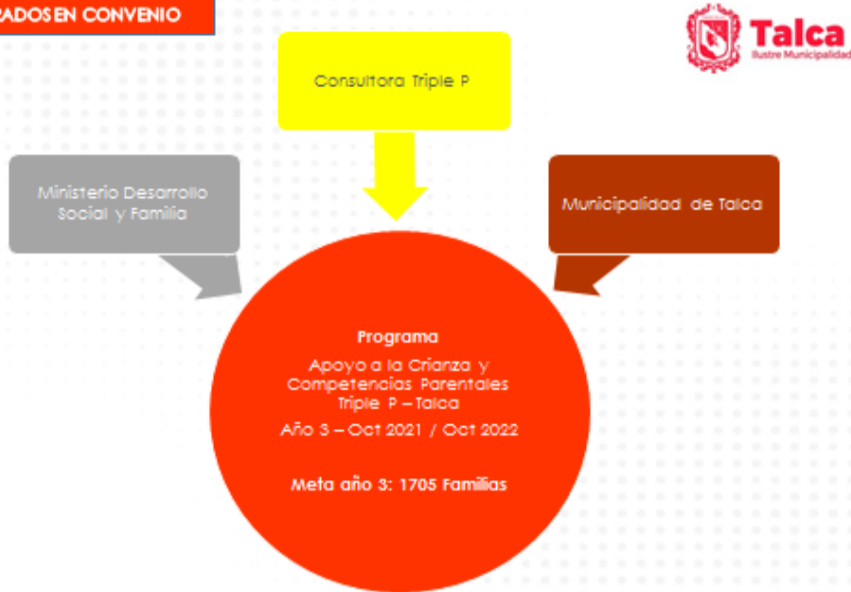 EN CONVENIO
Talca
Ilustre Municipalidad
Consultora Triple P
Ministerio Desarrollo
Social y Familia
Municipalidad de Talca
Programa
Apoyo a la Crianza y
Competencias Parentales
Triple P – Talca
Año 3 – Oct 2021 / Oct 2022
Meta año 3: 1705 Familias